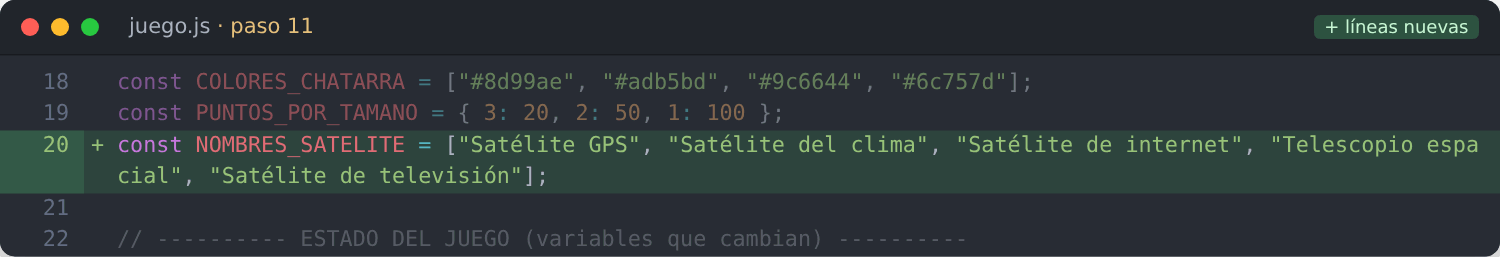 juego.js · paso 11
+ líneas nuevas
18 const COLORES_CHATARRA = ["#8d99ae", "#adb5bd", "#9c6644", "#6c757d"];
19 const PUNTOS_POR_TAMANO = { 3: 20, 2: 50, 1: 100 };
20 + const NOMBRES_SATELITE = ["Satélite GPS", "Satélite del clima", "Satélite de internet", "Telescopio espa
cial", "Satélite de televisión"];
21
22 // ---------- ESTADO DEL JUEGO (variables que cambian) ----------